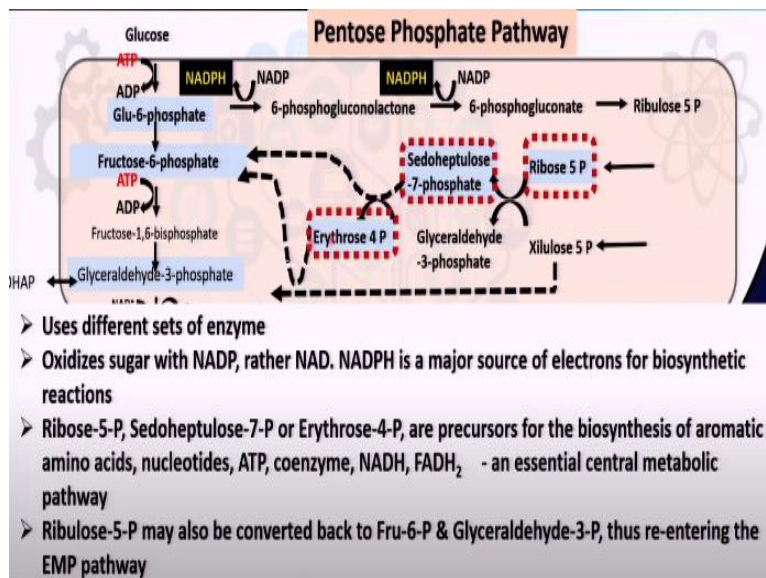 Glucose
Pentose Phosphate Pathway
ATP
NADPH
NADP
NADPH
NADP
ADP
Glu-6-phosphate
6-phosphogluconolactone
6-phosphogluconate
Ribulose 5 P
Fructose-6-phosphate
Sedoheptulose
-7-phosphate
Ribose 5 P
ATP
ADP
Fructose-1,6-bisphosphate
Erythrose 4 P
Glyceraldehyde
-3-phosphate
Xilulose 5 P
DHAP
Glyceraldehyde-3-phosphate
➢ Uses different sets of enzyme
➢ Oxidizes sugar with NADP, rather NAD. NADPH is a major source of electrons for biosynthetic
reactions
➢ Ribose-5-P, Sedoheptulose-7-P or Erythrose-4-P, are precursors for the biosynthesis of aromatic
amino acids, nucleotides, ATP, coenzyme, NADH, FADH₂ - an essential central metabolic
pathway
➢ Ribulose-5-P may also be converted back to Fru-6-P & Glyceraldehyde-3-P, thus re-entering the
EMP pathway